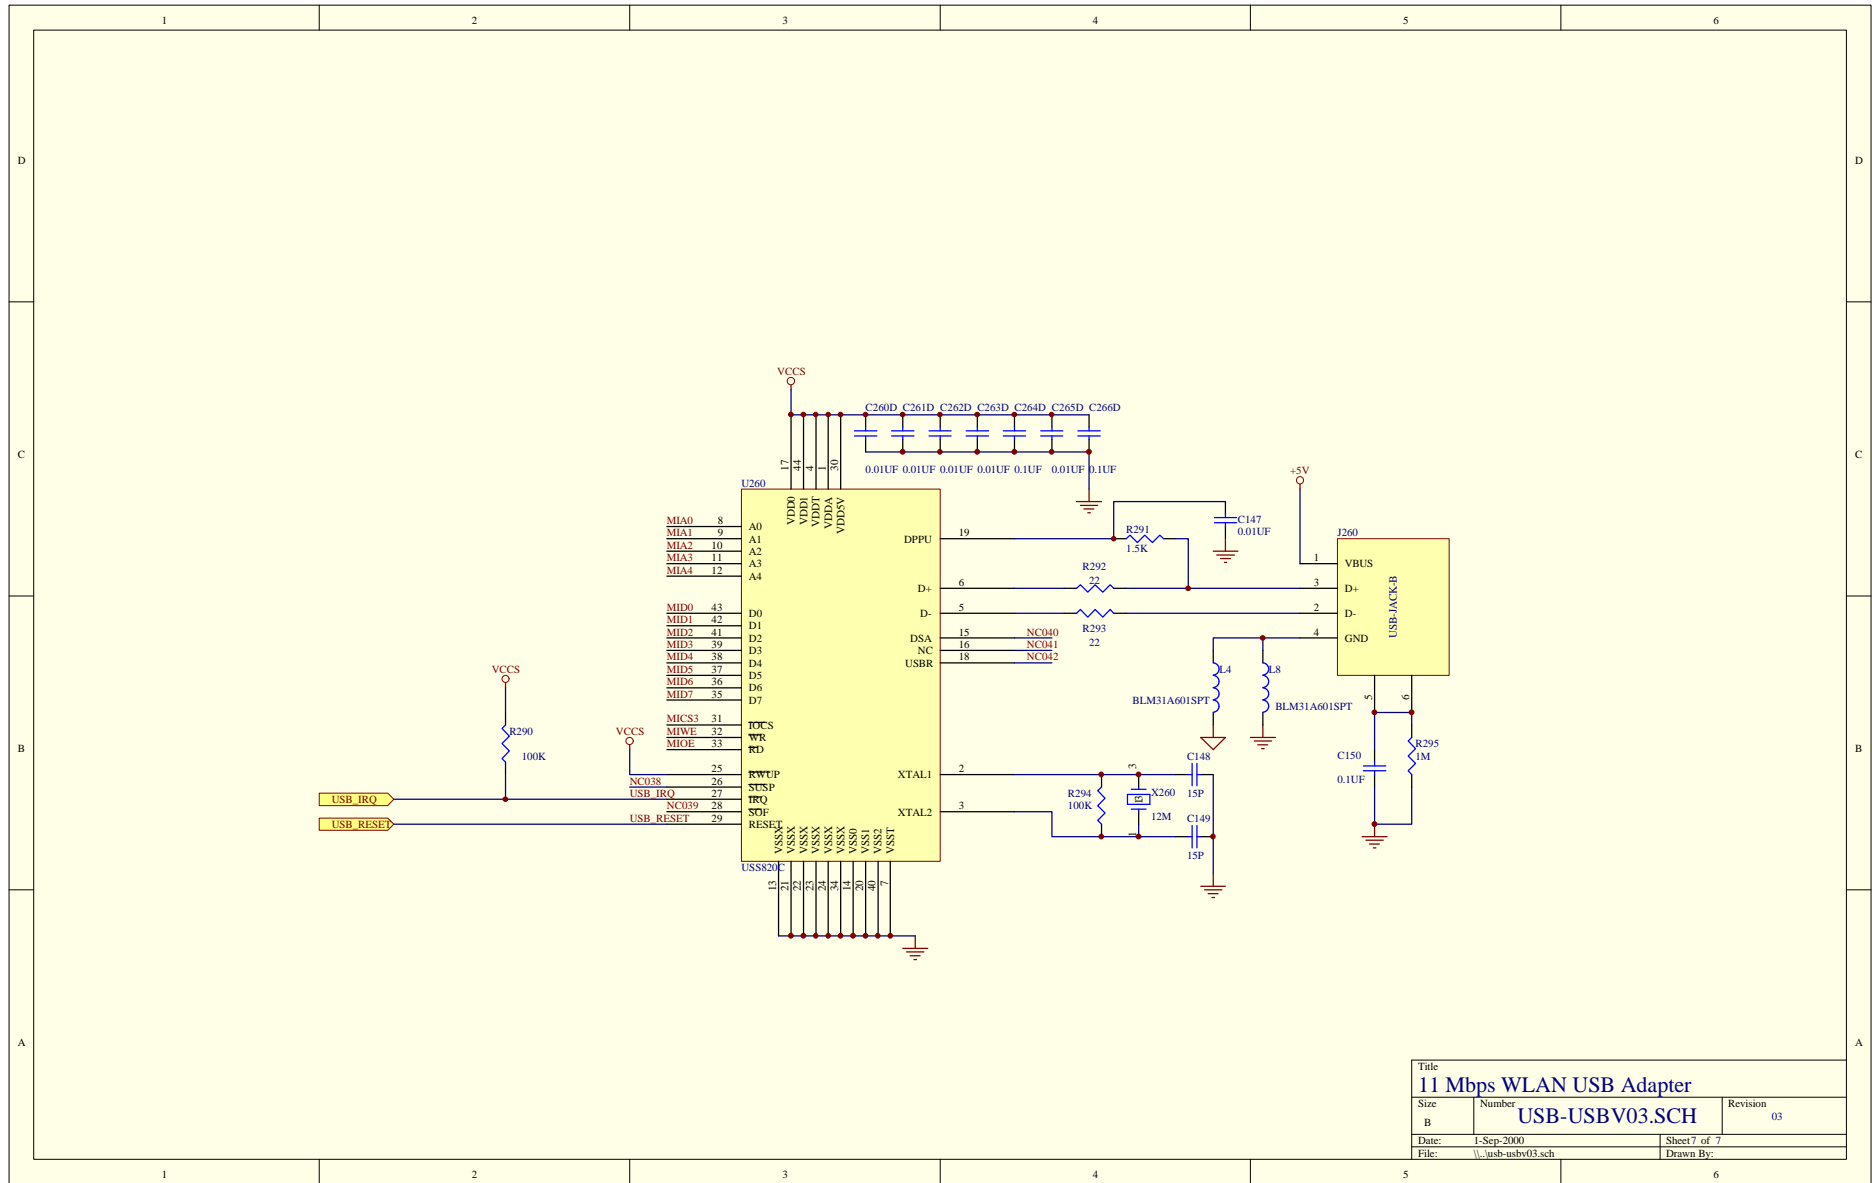 1 2 3 4 5 6
D D
C C
B B
A A
VCCS
C260D C261D C262D C263D C264D C265D C266D
0.01UF 0.01UF 0.01UF 0.01UF 0.1UF 0.01UF 0.1UF
17 44 4 1 30
U260
VDD0 VDD1 VDDT VDDA VDD5V
MIA0 8 A0
MIA1 9 A1
MIA2 10 A2
MIA3 11 A3
MIA4 12 A4
MID0 43 D0
MID1 42 D1
MID2 41 D2
MID3 39 D3
MID4 38 D4
MID5 37 D5
MID6 36 D6
MID7 35 D7
MICS3 31 IOCS
MIWE 32 WR
MIOE 33 RD
VCCS
25 RWUP
NC038 26 SUSP
USB_IRQ 27 IRQ
NC039 28 SOF
USB_RESET 29 RESET
VCCS
R290
100K
USB_IRQ
USB_RESET
VSSX VSSX VSSX VSSX VSSX VSSX VSS0 VSS1 VSS2 VSST
USS820C
13 21 22 23 24 34 14 20 40 7
DPPU 19
D+ 6
D- 5
DSA 15 NC040
NC 16 NC041
USBR 18 NC042
XTAL1 2
XTAL2 3
R291
1.5K
C147
0.01UF
R292
22
R293
22
+5V
J260
1 VBUS
3 D+
2 D-
4 GND
USB-JACK-B
5 6
L4
BLM31A601SPT
L8
BLM31A601SPT
C150
0.1UF
R295
1M
R294
100K
3
X260
12M
1
C148
15P
C149
15P
Title
11 Mbps WLAN USB Adapter
Size
B
Number
USB-USBV03.SCH
Revision
03
Date: 1-Sep-2000 Sheet7 of 7
File: \\..\usb-usbv03.sch Drawn By:
1 2 3 4 5 6